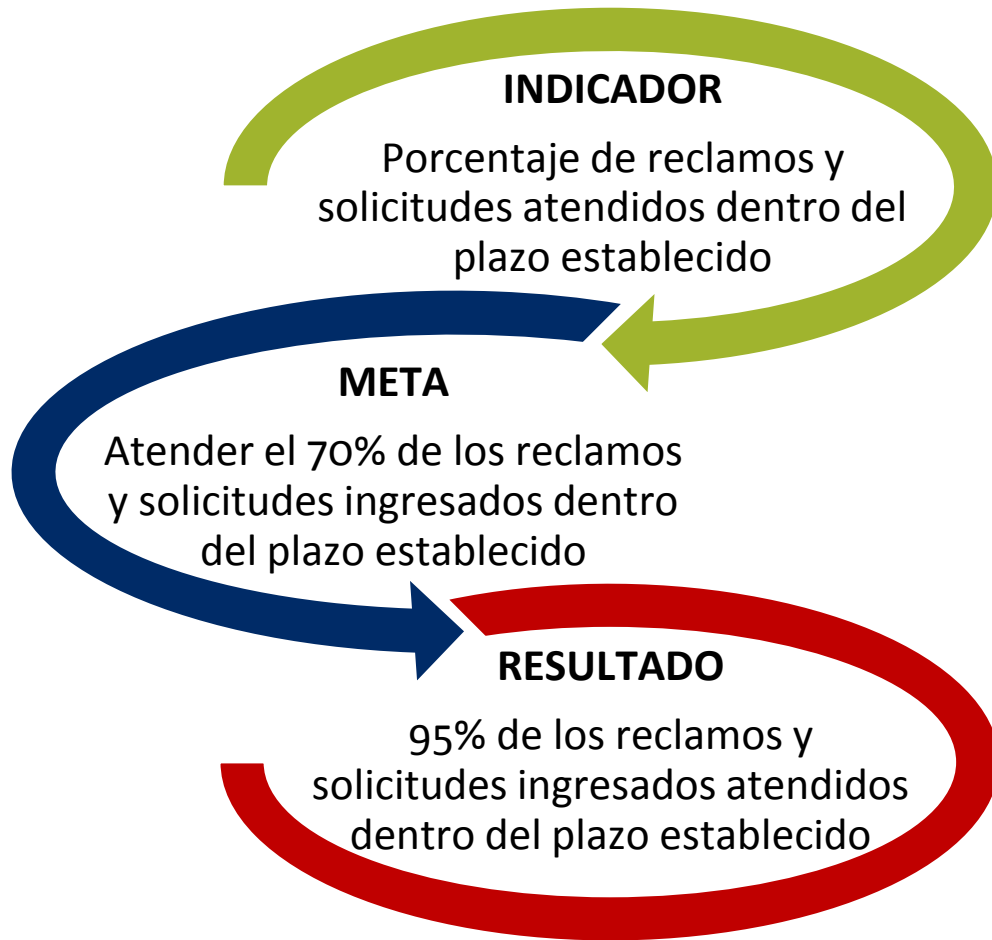 INDICADOR
Porcentaje de reclamos y
solicitudes atendidos dentro del
plazo establecido
META
Atender el 70% de los reclamos
y solicitudes ingresados dentro
del plazo establecido
RESULTADO
95% de los reclamos y
solicitudes ingresados atendidos
dentro del plazo establecido